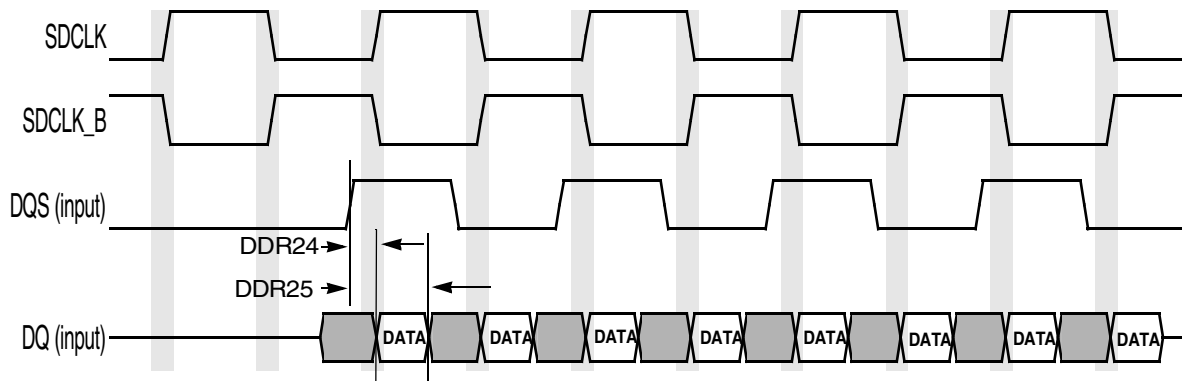 SDCLK
SDCLK_B
DQS (input)
DDR24
DDR25
DQ (input)
DATA DATA DATA DATA DATA DATA DATA DATA